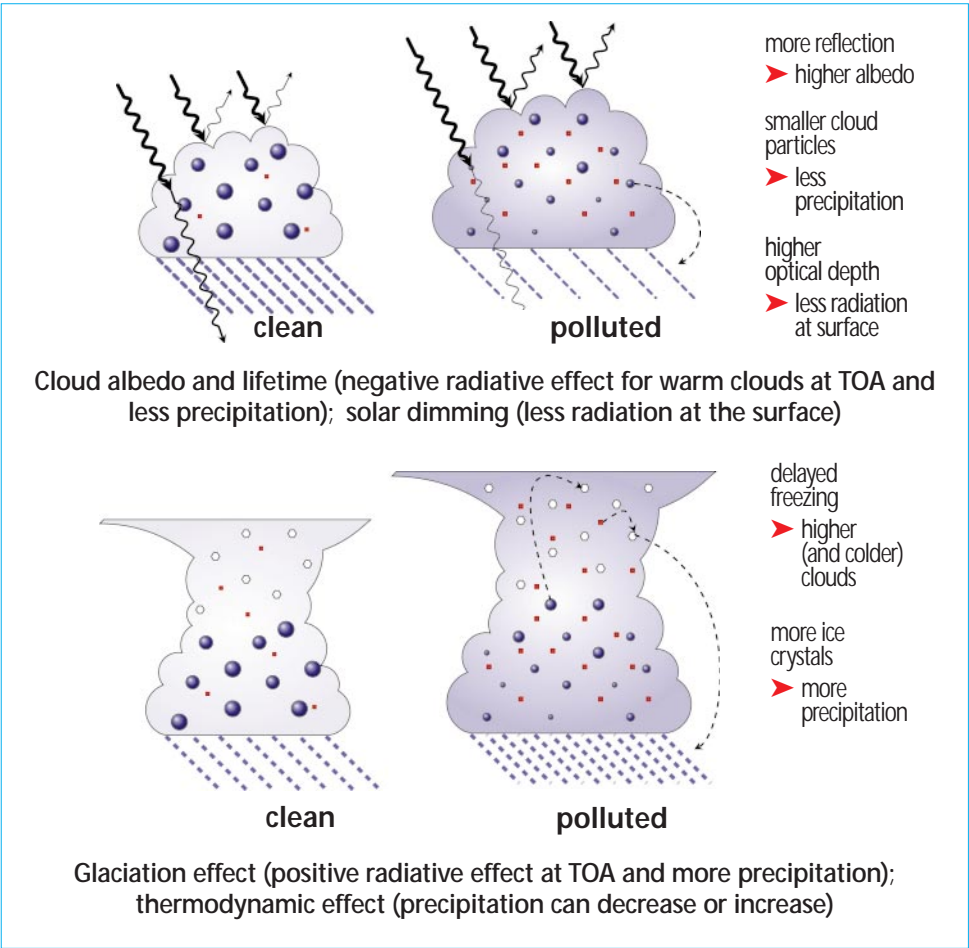 more reflection
➤ higher albedo
smaller cloud
particles
➤ less
precipitation
higher
optical depth
➤ less radiation
at surface
clean
polluted
Cloud albedo and lifetime (negative radiative effect for warm clouds at TOA and
less precipitation); solar dimming (less radiation at the surface)
delayed
freezing
➤ higher
(and colder)
clouds
more ice
crystals
➤ more
precipitation
clean
polluted
Glaciation effect (positive radiative effect at TOA and more precipitation);
thermodynamic effect (precipitation can decrease or increase)